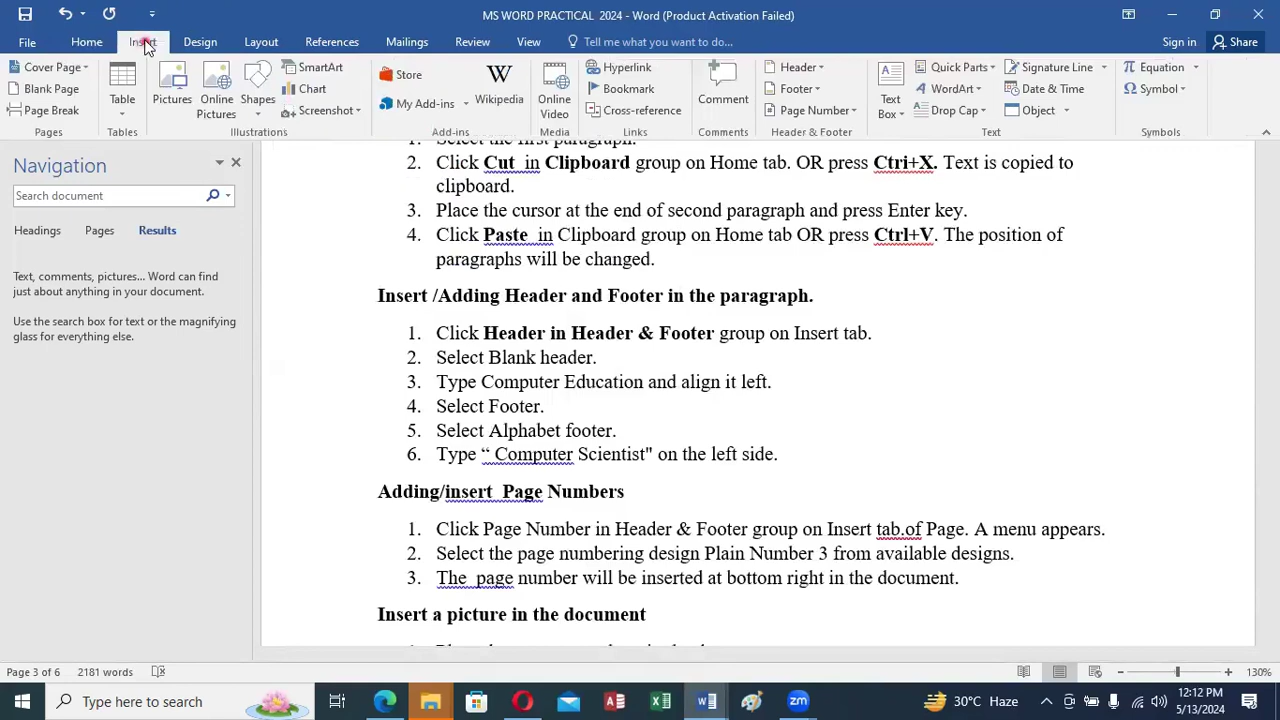 MS WORD PRACTICAL 2024 - Word (Product Activation Failed)
File Home Insert Design Layout References Mailings Review View Tell me what you want to do... Sign in Share
Cover Page
Blank Page
Page Break
Pages
Table
Tables
Pictures
Online Pictures
Shapes
SmartArt
Chart
Screenshot
Illustrations
Store
My Add-ins
Wikipedia
Add-ins
Online Video
Media
Hyperlink
Bookmark
Cross-reference
Links
Comment
Comments
Header
Footer
Page Number
Header & Footer
Text Box
Quick Parts
WordArt
Drop Cap
Signature Line
Date & Time
Object
Text
Equation
Symbol
Symbols
Navigation
Search document
Headings Pages Results
Text, comments, pictures... Word can find
just about anything in your document.
Use the search box for text or the magnifying
glass for everything else.
1. Select the first paragraph.
2. Click Cut in Clipboard group on Home tab. OR press Ctri+X. Text is copied to
clipboard.
3. Place the cursor at the end of second paragraph and press Enter key.
4. Click Paste in Clipboard group on Home tab OR press Ctrl+V. The position of
paragraphs will be changed.
Insert /Adding Header and Footer in the paragraph.
1. Click Header in Header & Footer group on Insert tab.
2. Select Blank header.
3. Type Computer Education and align it left.
4. Select Footer.
5. Select Alphabet footer.
6. Type “ Computer Scientist" on the left side.
Adding/insert Page Numbers
1. Click Page Number in Header & Footer group on Insert tab.of Page. A menu appears.
2. Select the page numbering design Plain Number 3 from available designs.
3. The page number will be inserted at bottom right in the document.
Insert a picture in the document
Page 3 of 6 2181 words 130%
Type here to search
30°C Haze
12:12 PM
5/13/2024